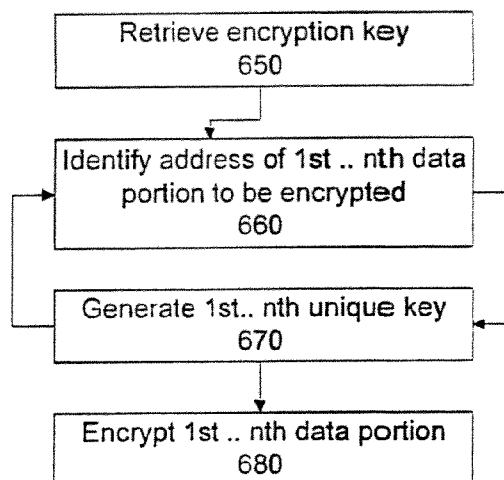 Retrieve encryption key
650
Identify address of 1st .. nth data
portion to be encrypted
660
Generate 1st.. nth unique key
670
Encrypt 1st .. nth data portion
680